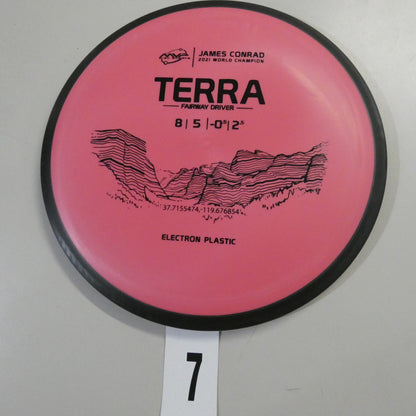 MVP
JAMES CONRAD
2021 WORLD CHAMPION
TERRA
FAIRWAY DRIVER
8 | 5 | -0.5 | 2.5
37.7155474,-119.676854
ELECTRON PLASTIC
7